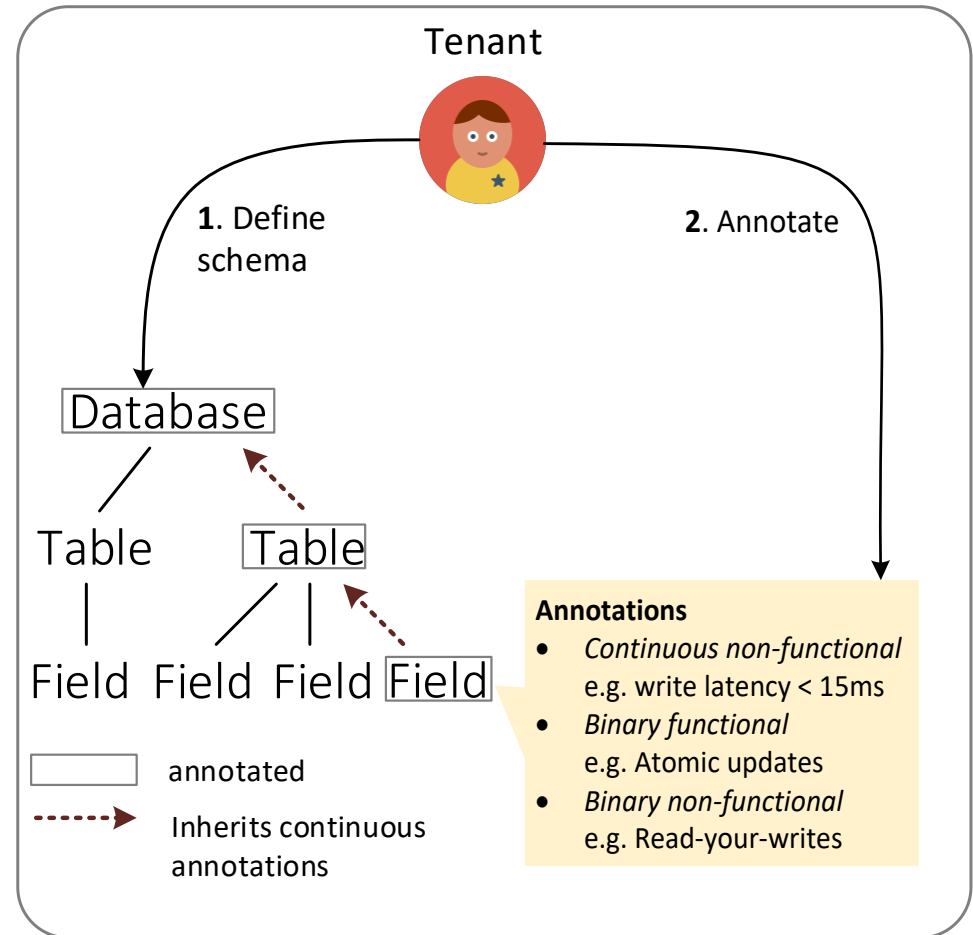 Tenant
1. Define
schema
2. Annotate
Database
Table
Table
Field
Field
Field
Field
annotated
Inherits continuous
annotations
Annotations
• Continuous non-functional
e.g. write latency < 15ms
• Binary functional
e.g. Atomic updates
• Binary non-functional
e.g. Read-your-writes